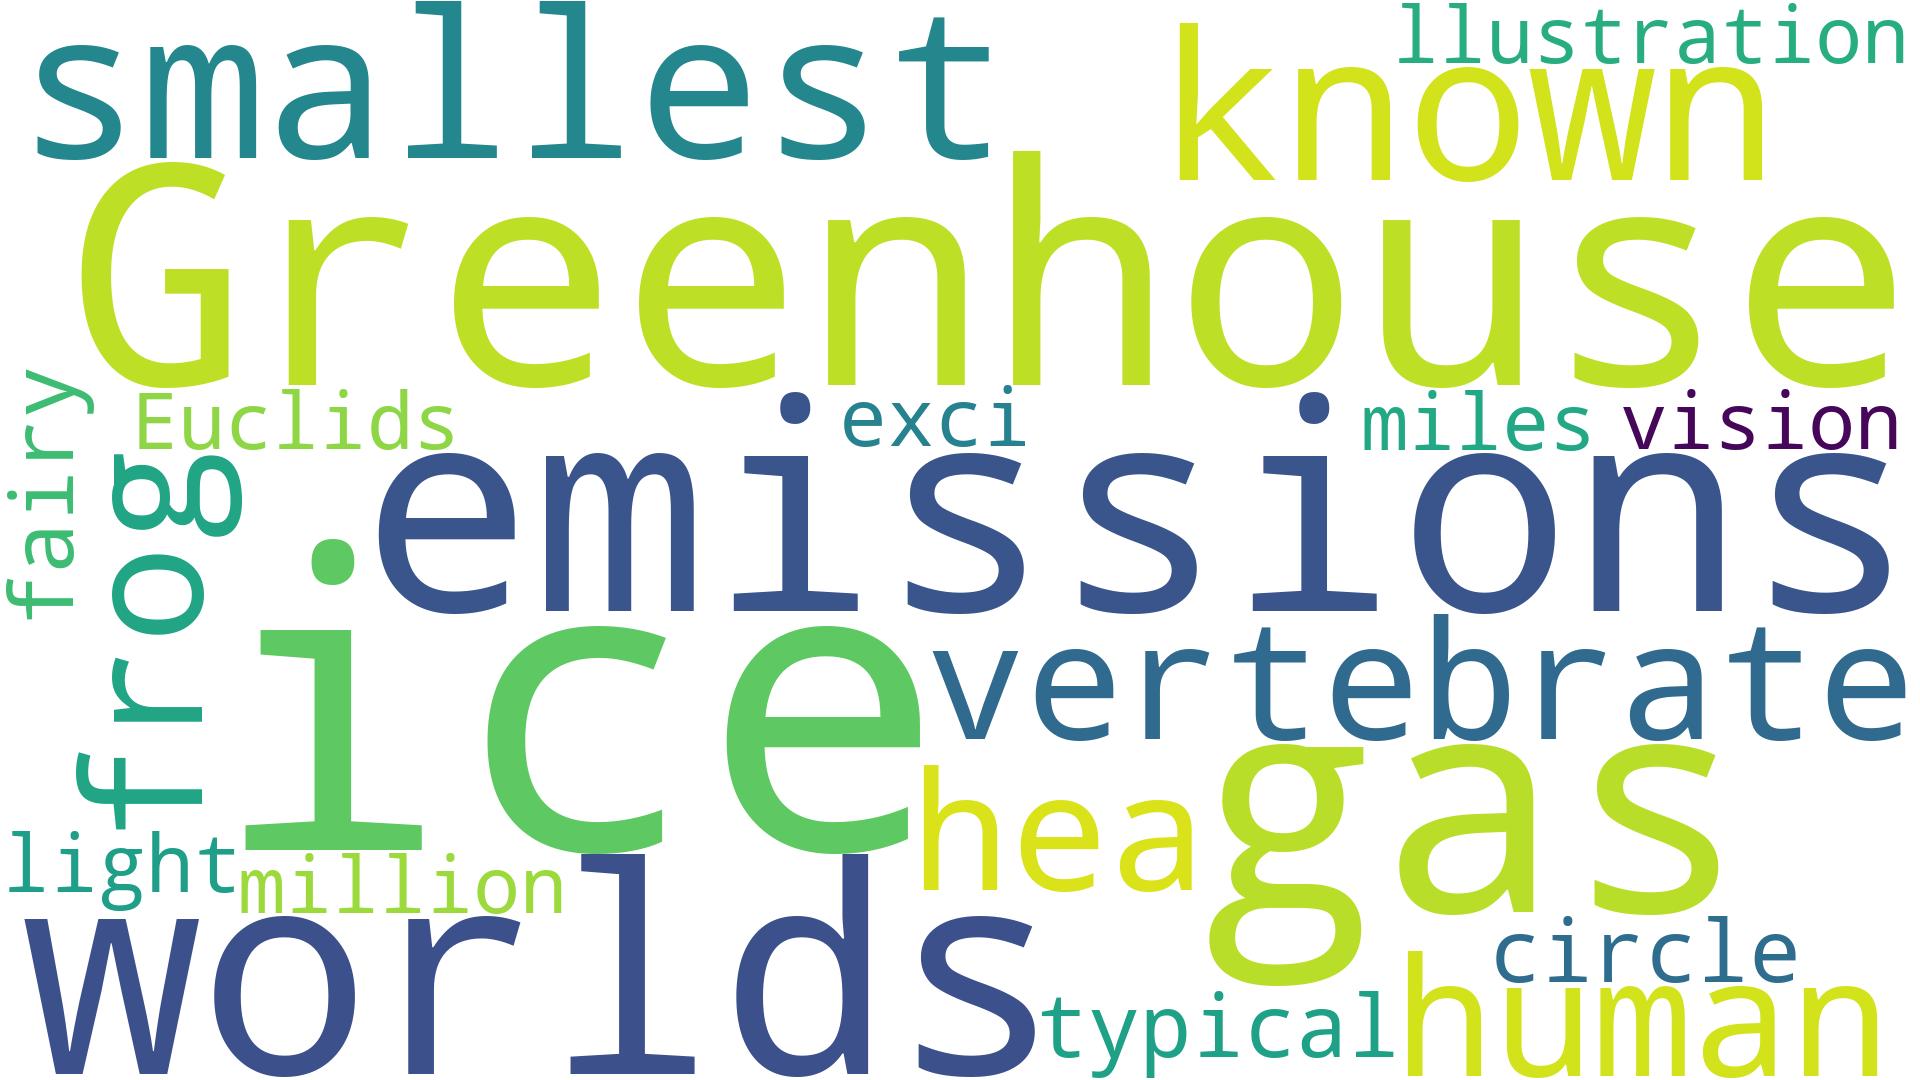 smallest
known
llustration
Greenhouse
fairy
Euclids
exci
miles
vision
frog
emissions
ice
vertebrate
hea
gas
light
million
worlds
circle
typical
human